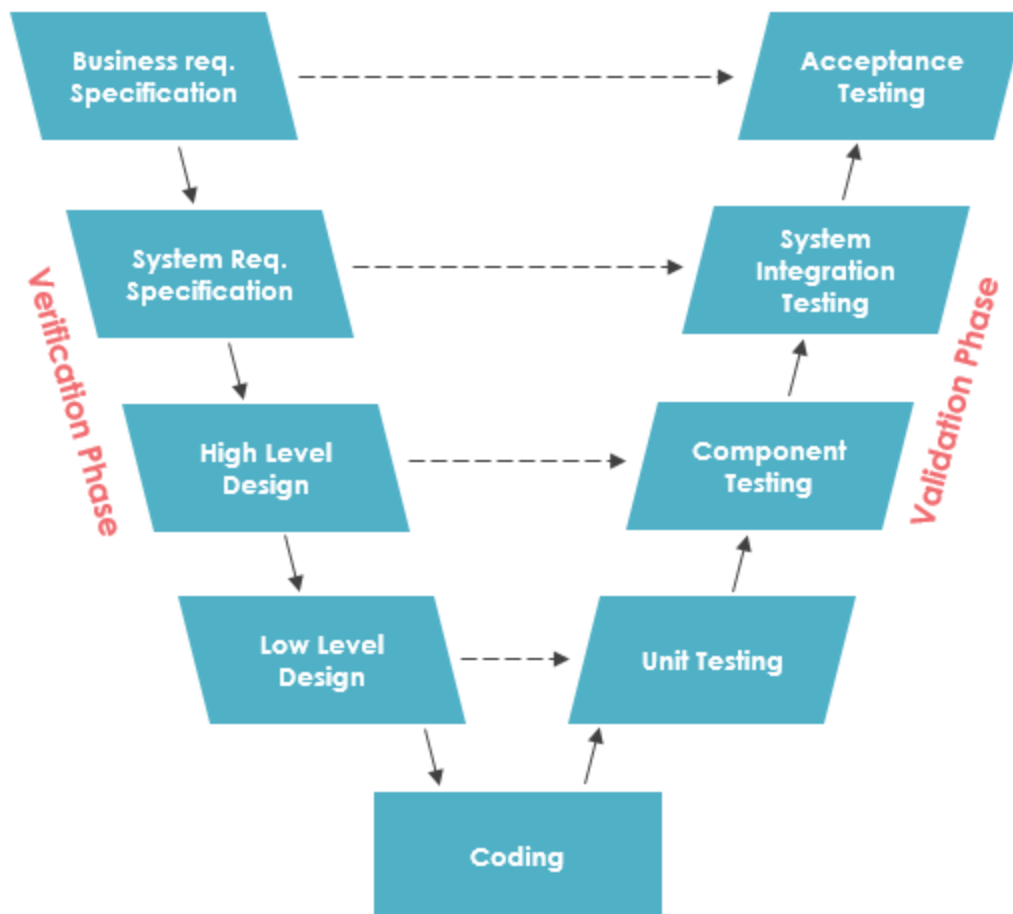 Business req.
Specification
Acceptance
Testing
System Req.
Specification
System
Integration
Testing
Verification Phase
Validation Phase
High Level
Design
Component
Testing
Low Level
Design
Unit Testing
Coding